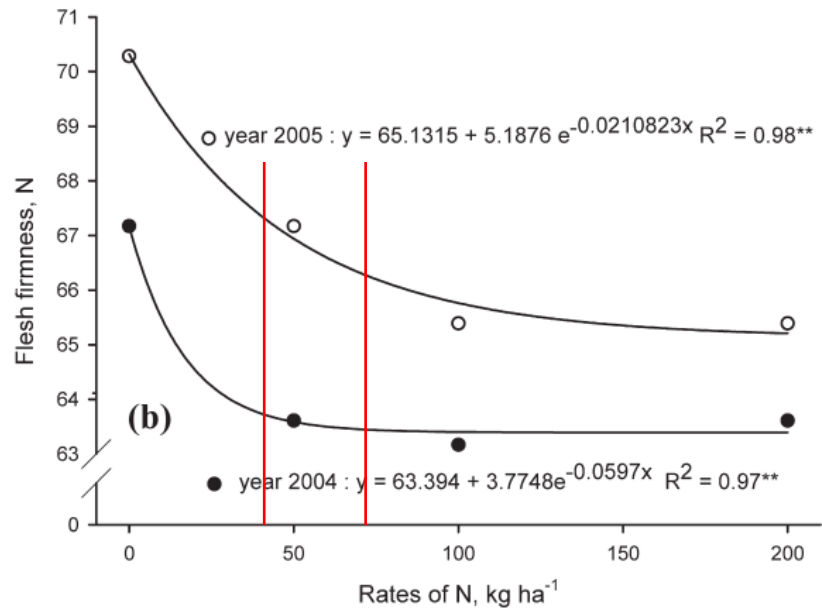 71
70
69
68
67
66
65
64
63
0
Flesh firmness, N
year 2005 : y = 65.1315 + 5.1876 e-0.0210823x R2 = 0.98**
(b)
year 2004 : y = 63.394 + 3.7748e-0.0597x R2 = 0.97**
0 50 100 150 200
Rates of N, kg ha-1